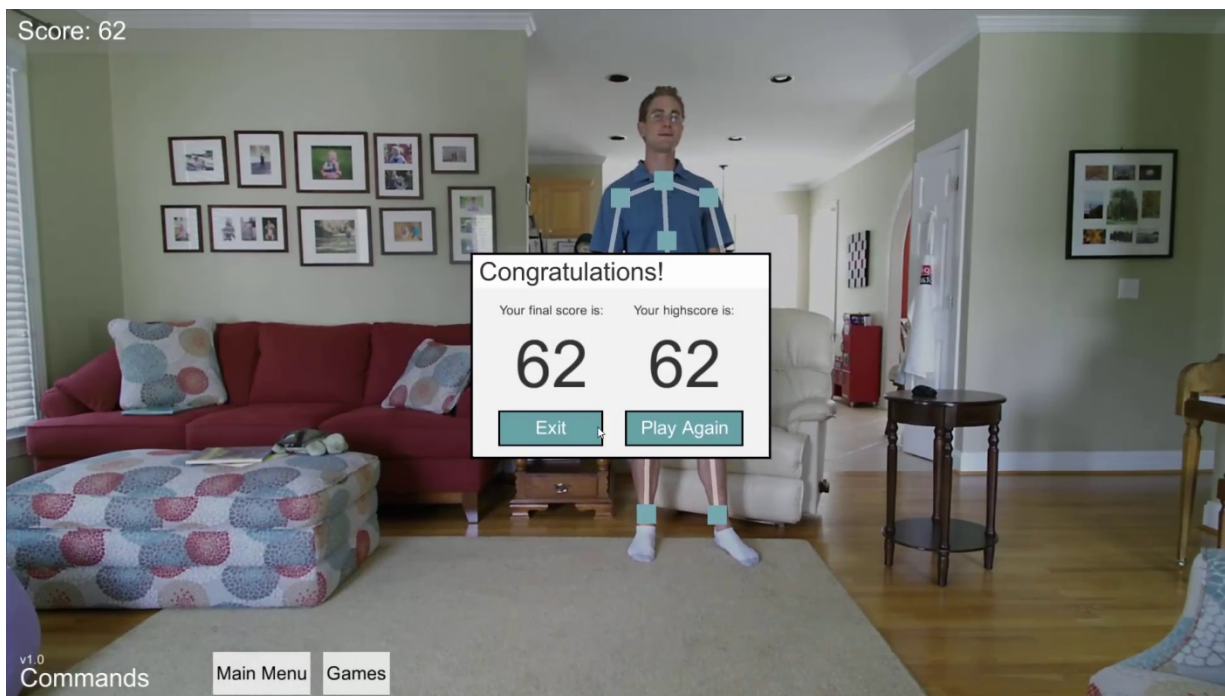 Score: 62
Congratulations!
Your final score is: Your highscore is:
62 62
Exit Play Again
v1.0
Commands Main Menu Games